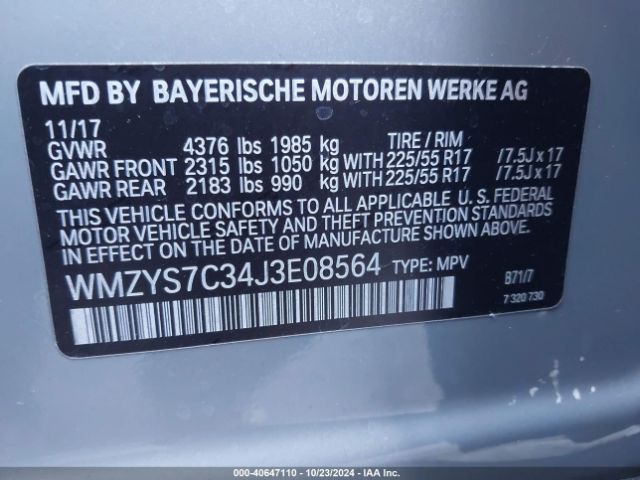 MFD BY BAYERISCHE MOTOREN WERKE AG
11/17 TIRE / RIM
GVWR 4376 lbs 1985 kg
GAWR FRONT 2315 lbs 1050 kg WITH 225/55 R17 /7.5J x 17
GAWR REAR 2183 lbs 990 kg WITH 225/55 R17 /7.5J x 17
THIS VEHICLE CONFORMS TO ALL APPLICABLE U. S. FEDERAL
MOTOR VEHICLE SAFETY AND THEFT PREVENTION STANDARDS
IN EFFECT ON THE DATE OF MANUFACTURE SHOWN ABOVE.
WMZYS7C34J3E08564 TYPE: MPV B71/7
7 320 730
000-40647110 - 10/23/2024 - IAA Inc.